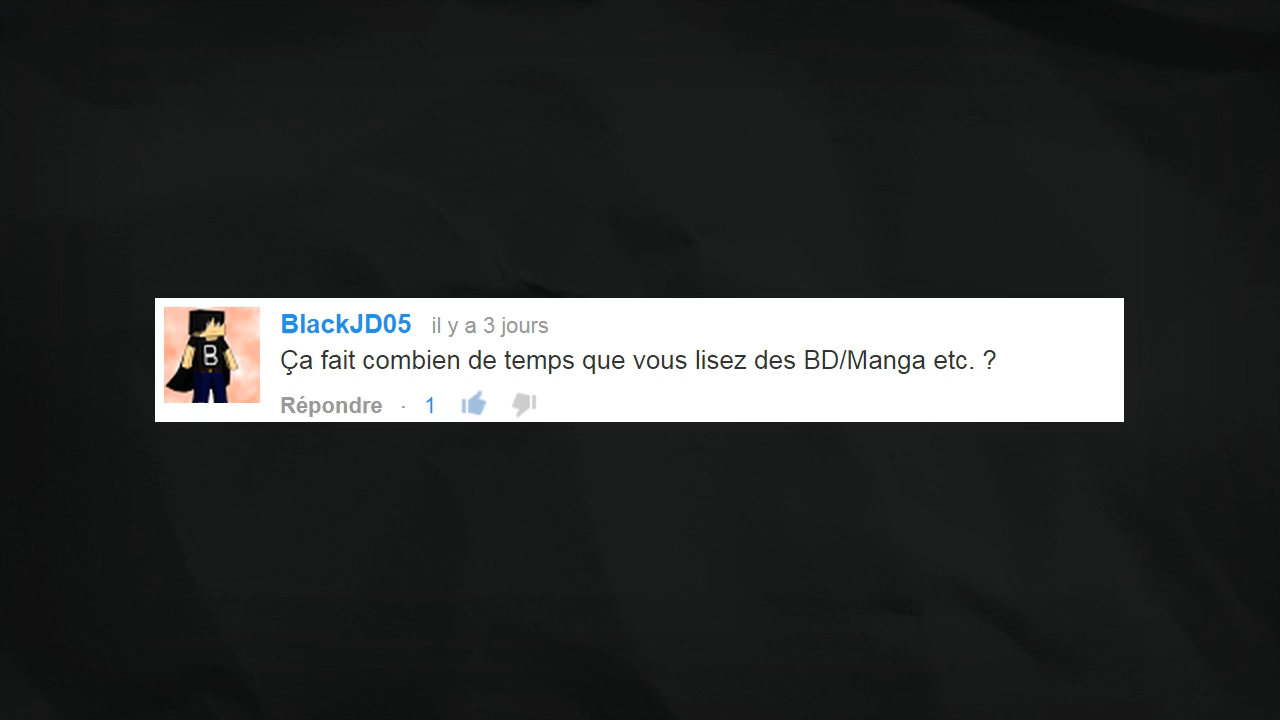 BlackJD05 il y a 3 jours
Ça fait combien de temps que vous lisez des BD/Manga etc. ?
Répondre · 1
B